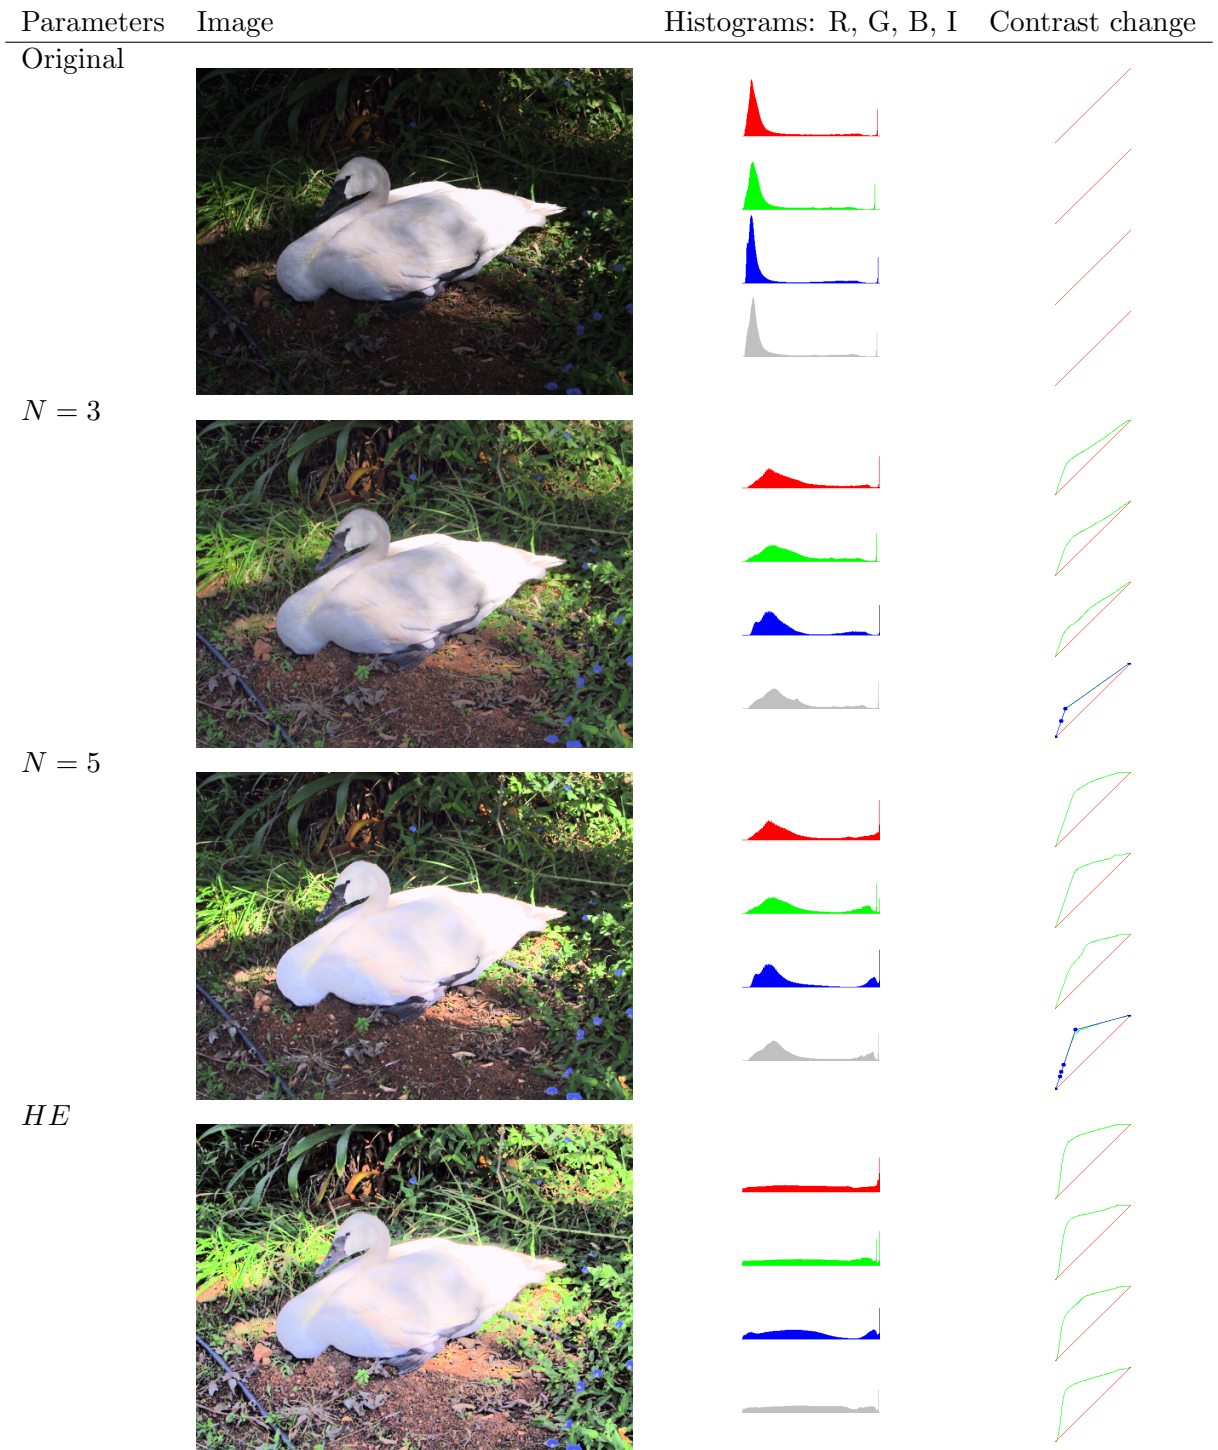 Parameters Image Histograms: R, G, B, I Contrast change
Original
N = 3
N = 5
HE